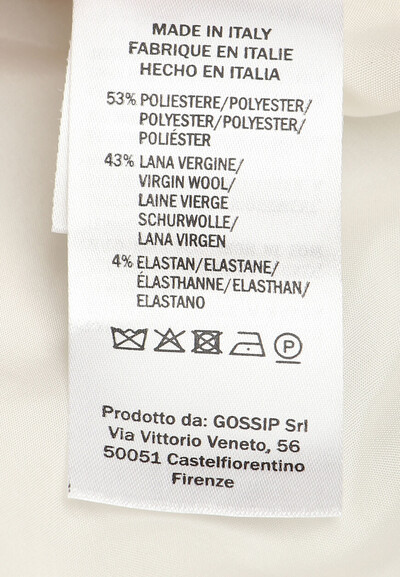 MADE IN ITALY
FABRIQUE EN ITALIE
HECHO EN ITALIA
53% POLIESTERE/POLYESTER/
POLYESTER/POLYESTER/
POLIÉSTER
43% LANA VERGINE/
VIRGIN WOOL/
LAINE VIERGE
SCHURWOLLE/
LANA VIRGEN
4% ELASTAN/ELASTANE/
ÉLASTHANNE/ELASTHAN/
ELASTANO
P
Prodotto da: GOSSIP Srl
Via Vittorio Veneto, 56
50051 Castelfiorentino
Firenze